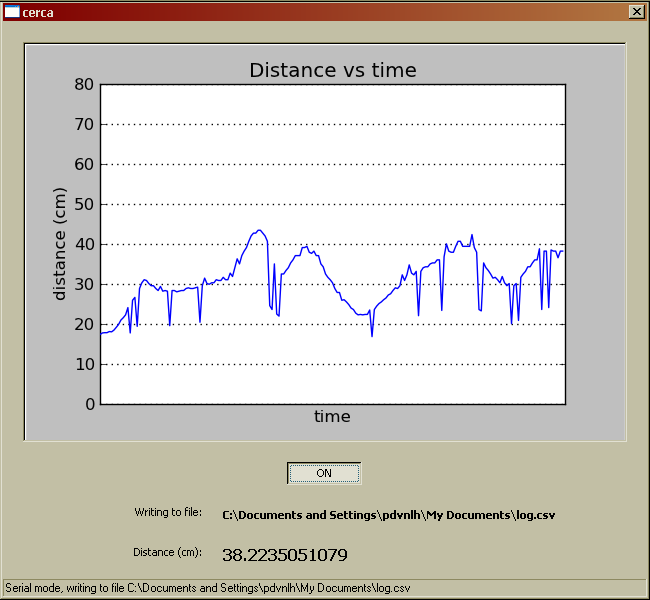 cerca
Distance vs time
80
70
60
50
40
30
20
10
0
distance (cm)
time
ON
Writing to file: C:\Documents and Settings\pdvnlh\My Documents\log.csv
Distance (cm): 38.2235051079
Serial mode, writing to file C:\Documents and Settings\pdvnlh\My Documents\log.csv